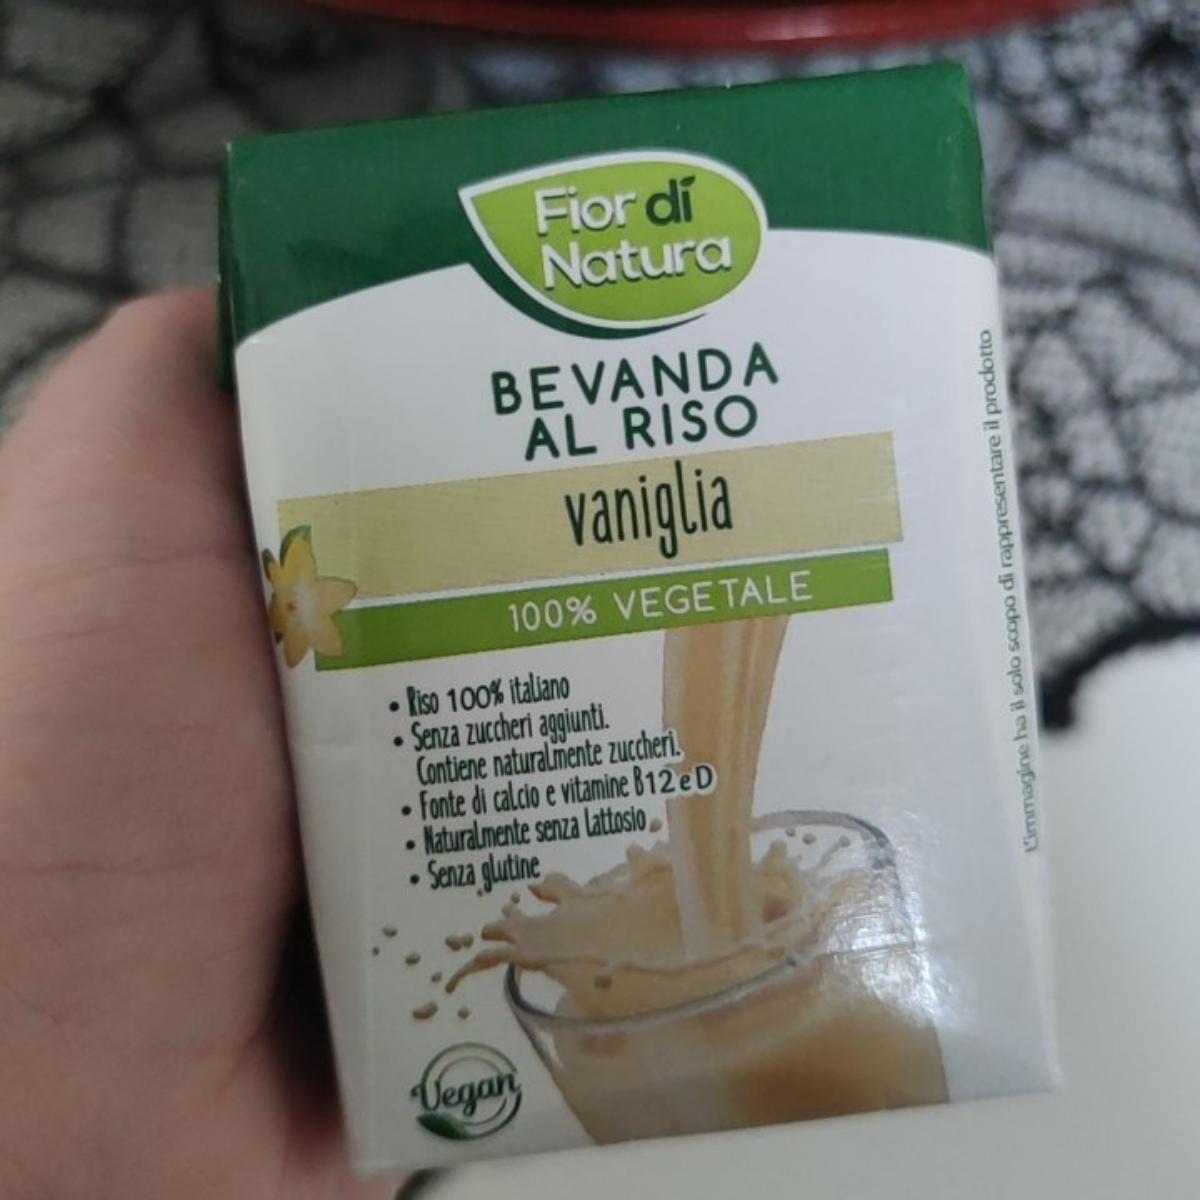 Fior di
Natura
BEVANDA
AL RISO
vaniglia
100% VEGETALE
• Riso 100% italiano
• Senza zuccheri aggiunti.
Contiene naturalmente zuccheri.
• Fonte di calcio e vitamine B12 e D
• Naturalmente senza lattosio
• Senza glutine
Vegan
L'immagine ha il solo scopo di rappresentare il prodotto